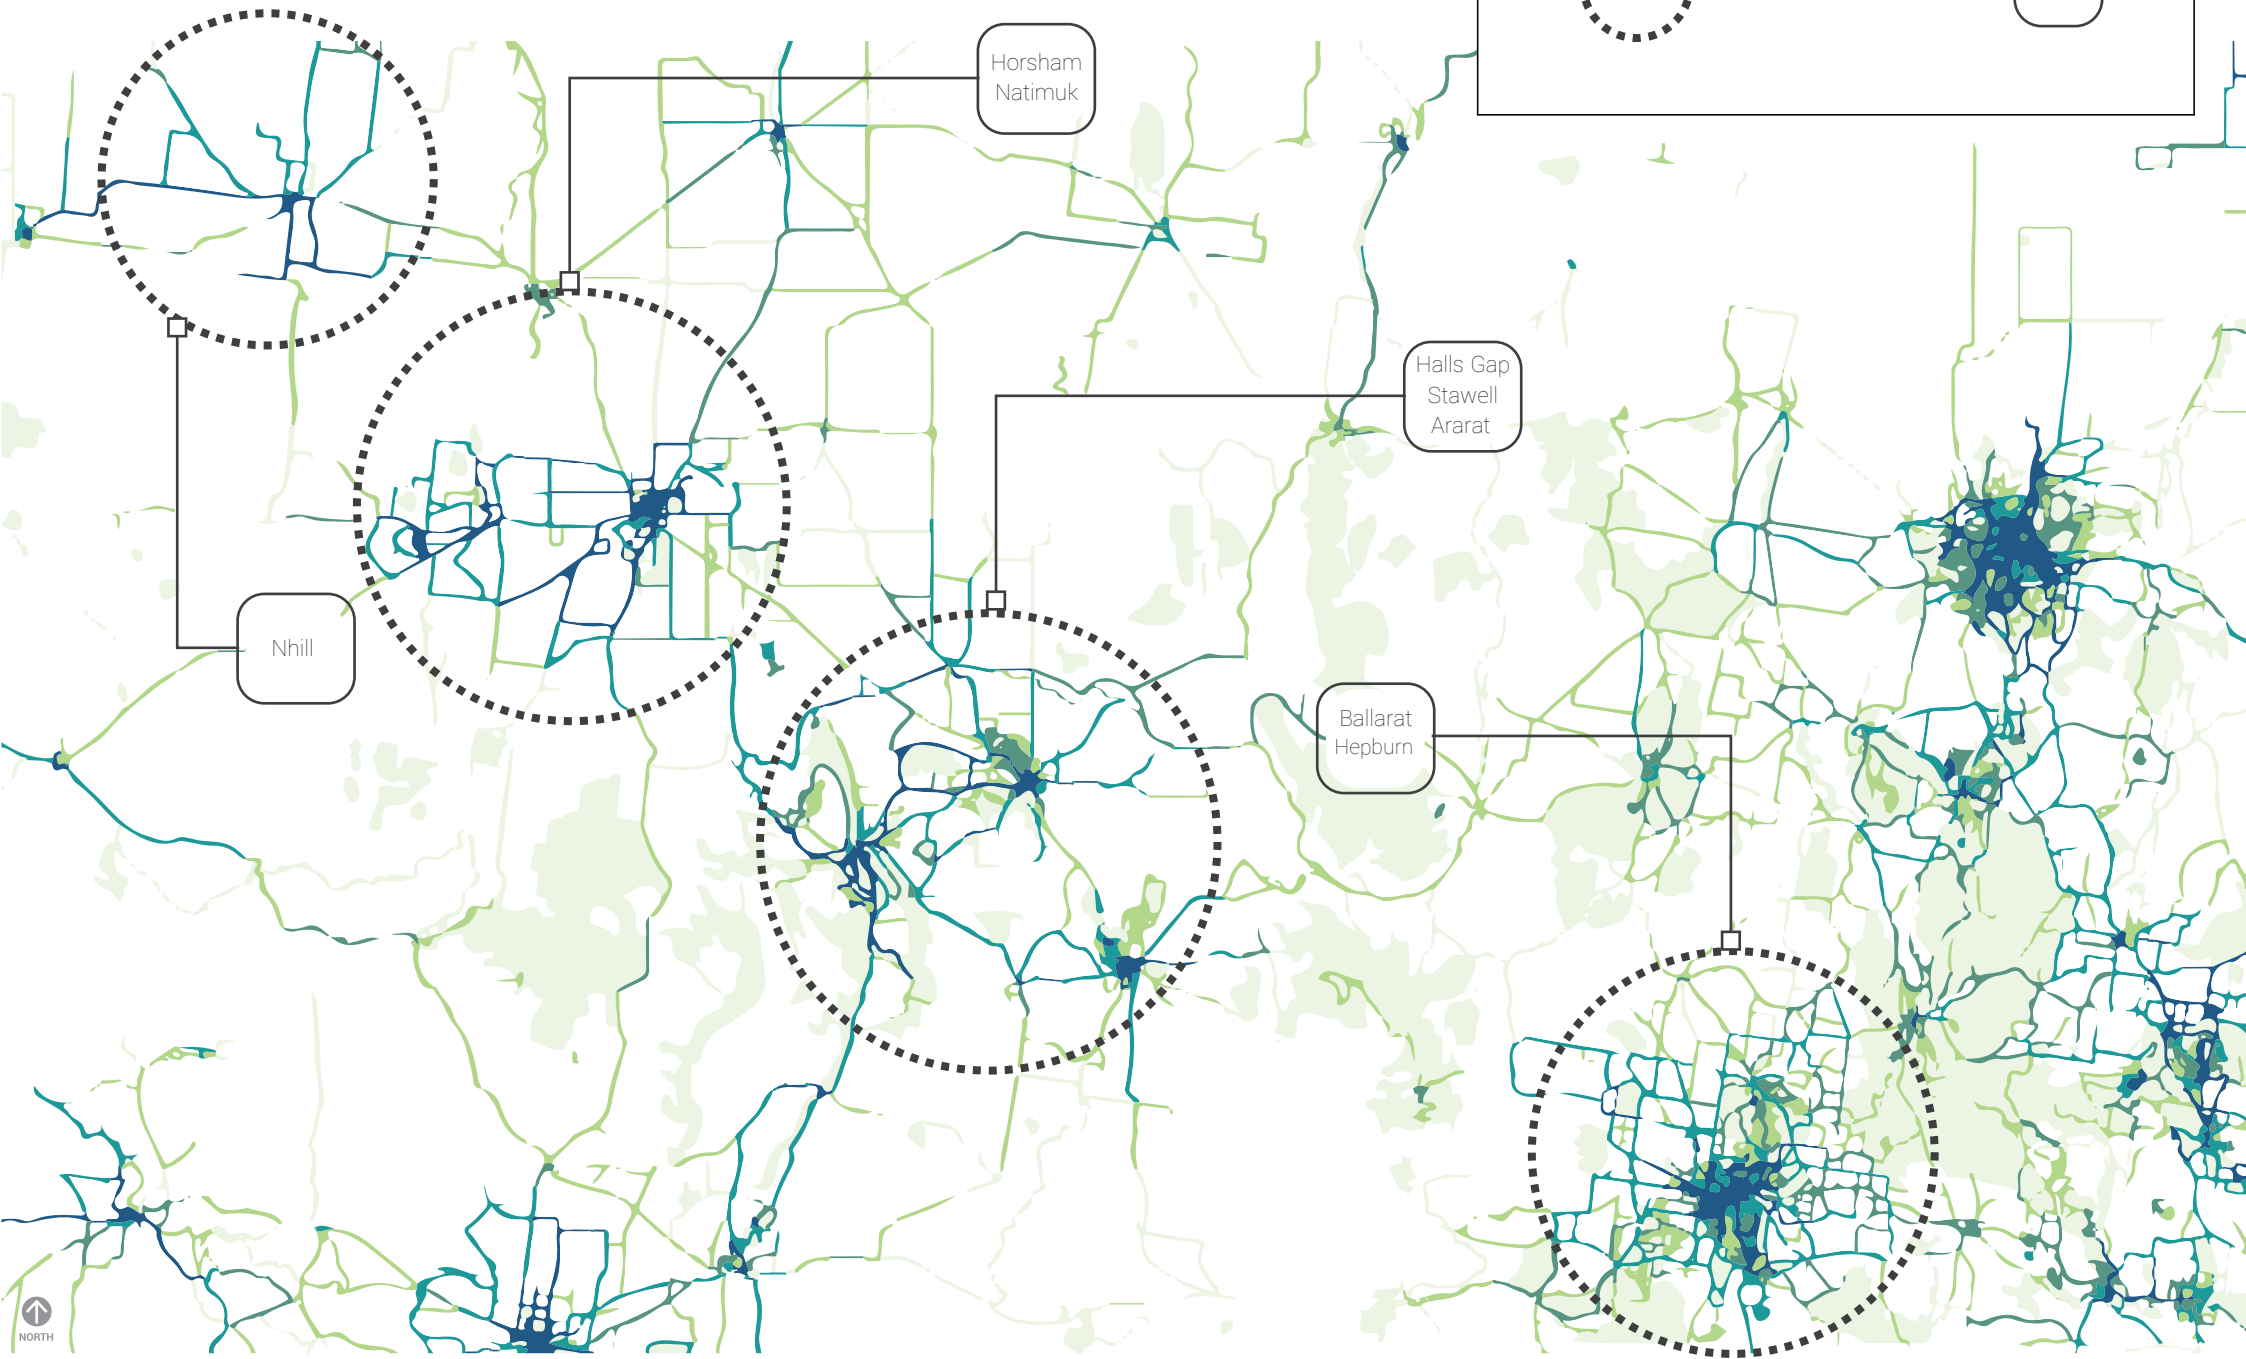 Horsham
Natimuk
Halls Gap
Stawell
Ararat
Nhill
Ballarat
Hepburn
NORTH